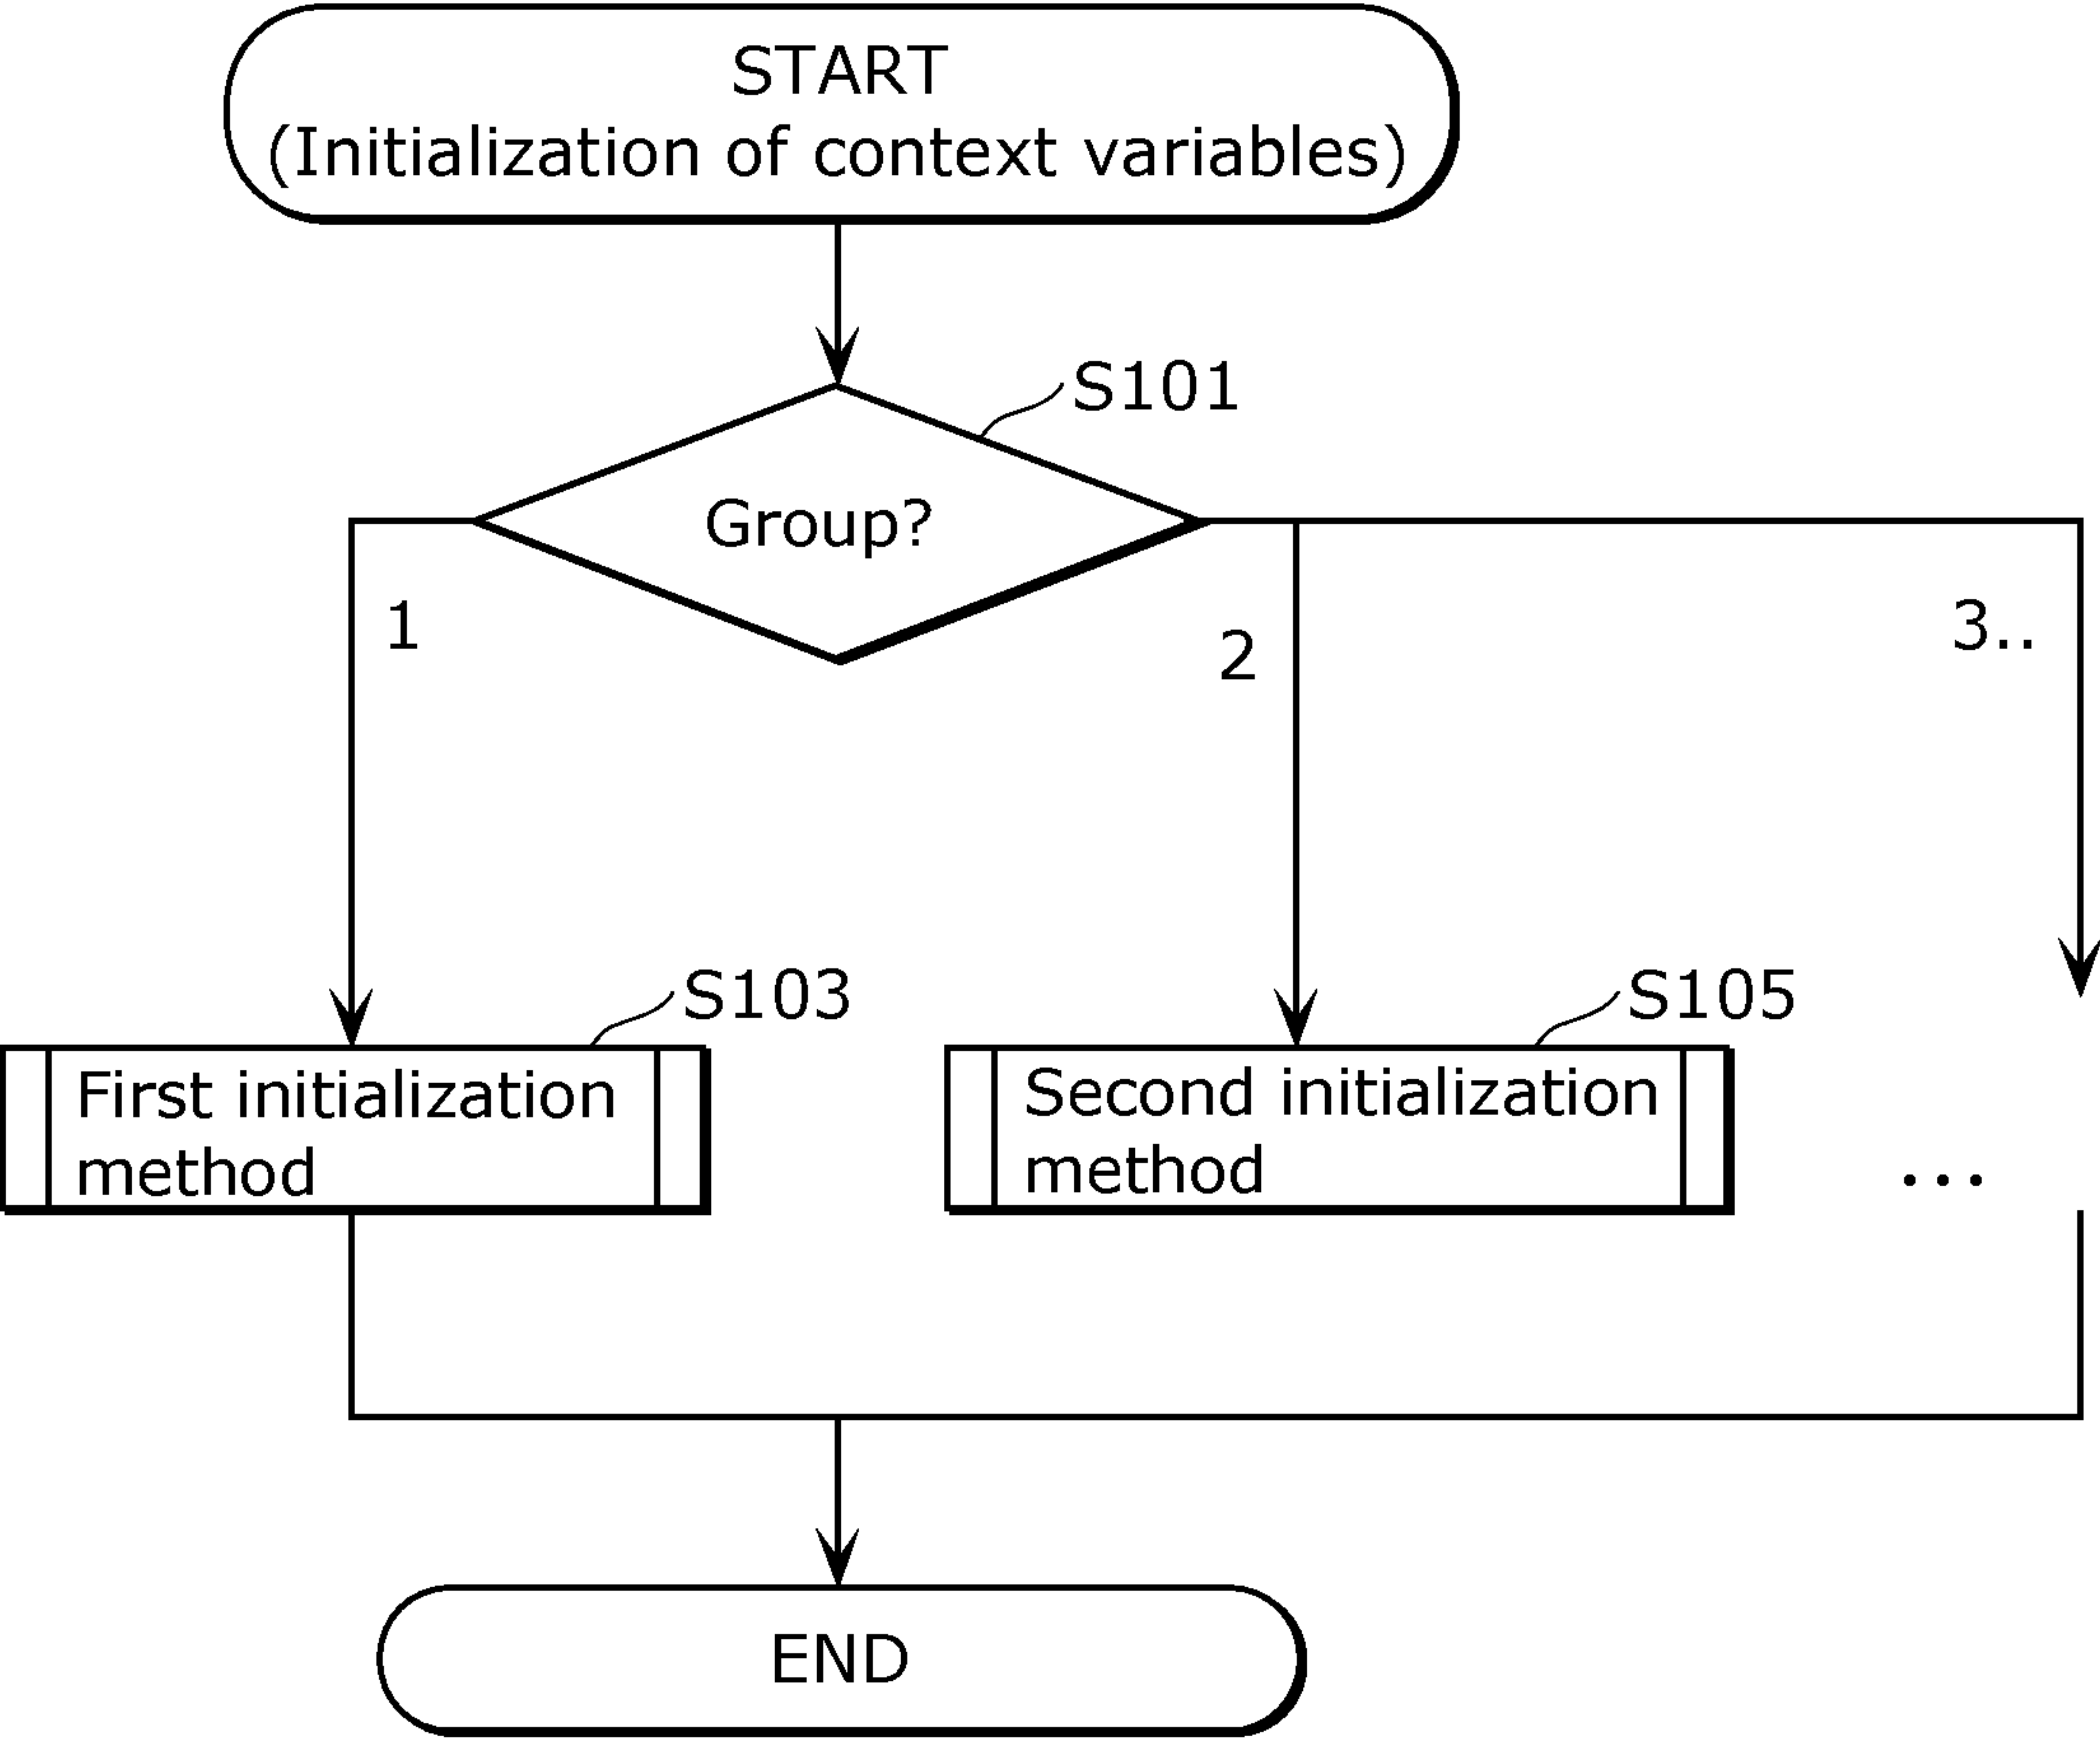 START
(Initialization of context variables)
S101
Group?
1
2
3..
S103
S105
First initialization
method
Second initialization
method
...
END